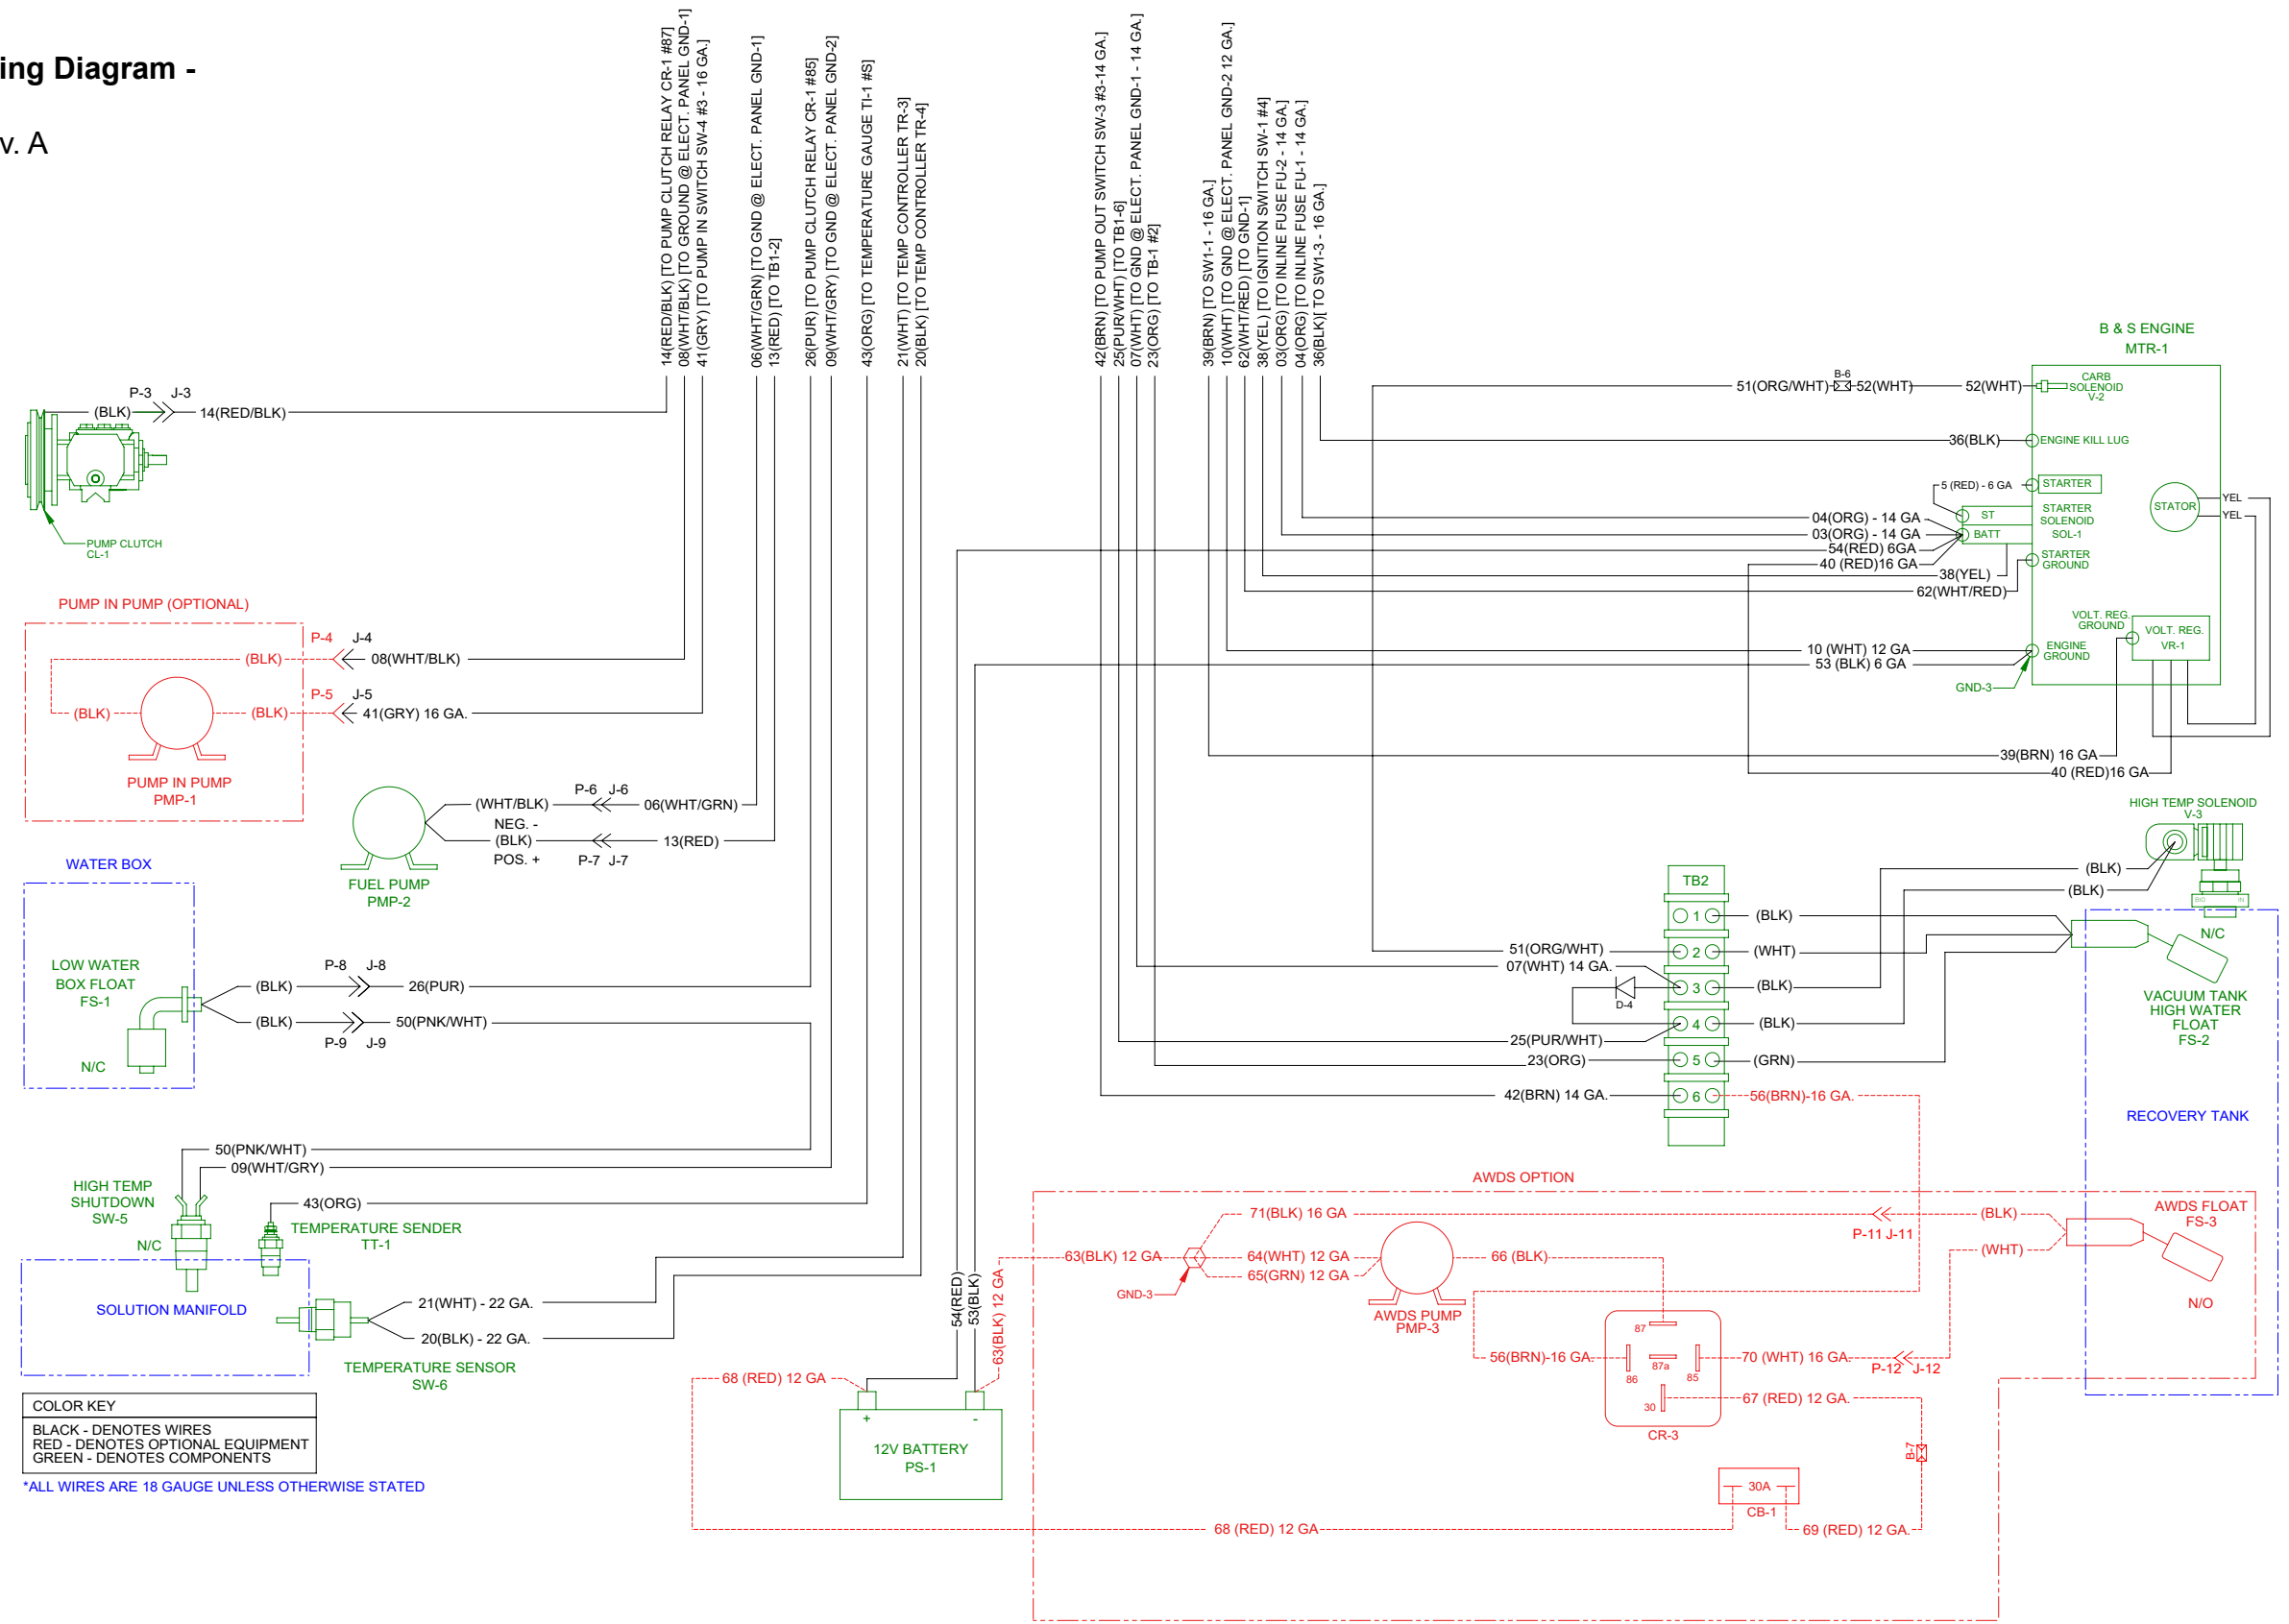 ing Diagram -
v. A
14(RED/BLK) [TO PUMP CLUTCH RELAY CR-1 #87]
08(WHT/BLK) [TO GROUND @ ELECT. PANEL GND-1]
41(GRY) [TO PUMP IN SWITCH SW-4 #3 - 16 GA.]
06(WHT/GRN) [TO GND @ ELECT. PANEL GND-1]
13(RED) [TO TB1-2]
26(PUR) [TO PUMP CLUTCH RELAY CR-1 #85]
09(WHT/GRY) [TO GND @ ELECT. PANEL GND-2]
43(ORG) [TO TEMPERATURE GAUGE TI-1 #S]
21(WHT) [TO TEMP CONTROLLER TR-3]
20(BLK) [TO TEMP CONTROLLER TR-4]
42(BRN) [TO PUMP OUT SWITCH SW-3 #3-14 GA.]
25(PUR/WHT) [TO TB1-6]
07(WHT) [TO GND @ ELECT. PANEL GND-1 - 14 GA.]
23(ORG) [TO TB-1 #2]
39(BRN) [TO SW1-1 - 16 GA.]
10(WHT) [TO GND @ ELECT. PANEL GND-2 12 GA.]
62(WHT/RED) [TO GND-1]
38(YEL) [TO IGNITION SWITCH SW-1 #4]
03(ORG) [TO INLINE FUSE FU-2 - 14 GA.]
04(ORG) [TO INLINE FUSE FU-1 - 14 GA.]
36(BLK)[ TO SW1-3 - 16 GA.]
P-3 J-3
(BLK)
14(RED/BLK)
PUMP CLUTCH
CL-1
PUMP IN PUMP (OPTIONAL)
P-4 J-4
(BLK)
08(WHT/BLK)
P-5 J-5
(BLK)
(BLK)
41(GRY) 16 GA.
PUMP IN PUMP
PMP-1
(WHT/BLK)
P-6 J-6
06(WHT/GRN)
NEG. -
(BLK)
13(RED)
POS. +
P-7 J-7
FUEL PUMP
PMP-2
WATER BOX
LOW WATER
BOX FLOAT
FS-1
N/C
P-8 J-8
(BLK)
26(PUR)
(BLK)
50(PNK/WHT)
P-9 J-9
50(PNK/WHT)
09(WHT/GRY)
HIGH TEMP
SHUTDOWN
SW-5
N/C
43(ORG)
TEMPERATURE SENDER
TT-1
SOLUTION MANIFOLD
21(WHT) - 22 GA.
20(BLK) - 22 GA.
TEMPERATURE SENSOR
SW-6
COLOR KEY
BLACK - DENOTES WIRES
RED - DENOTES OPTIONAL EQUIPMENT
GREEN - DENOTES COMPONENTS
*ALL WIRES ARE 18 GAUGE UNLESS OTHERWISE STATED
B & S ENGINE
MTR-1
51(ORG/WHT)
B-6
52(WHT)
52(WHT)
CARB
SOLENOID
V-2
36(BLK)
ENGINE KILL LUG
5 (RED) - 6 GA
STARTER
ST
STARTER
SOLENOID
SOL-1
BATT
04(ORG) - 14 GA
03(ORG) - 14 GA
54(RED) 6GA
40 (RED)16 GA
STARTER
GROUND
38(YEL)
62(WHT/RED)
STATOR
YEL
YEL
VOLT. REG.
GROUND
VOLT. REG.
VR-1
10 (WHT) 12 GA
53 (BLK) 6 GA
ENGINE
GROUND
GND-3
39(BRN) 16 GA
40 (RED)16 GA
HIGH TEMP SOLENOID
V-3
(BLK)
(BLK)
TB2
1
(BLK)
51(ORG/WHT)
2
(WHT)
07(WHT) 14 GA.
3
(BLK)
D-4
4
(BLK)
25(PUR/WHT)
23(ORG)
5
(GRN)
42(BRN) 14 GA.
6
56(BRN)-16 GA.
N/C
VACUUM TANK
HIGH WATER
FLOAT
FS-2
RECOVERY TANK
AWDS OPTION
71(BLK) 16 GA
P-11 J-11
(BLK)
AWDS FLOAT
FS-3
63(BLK) 12 GA
64(WHT) 12 GA
65(GRN) 12 GA
66 (BLK)
(WHT)
GND-3
AWDS PUMP
PMP-3
N/O
87
87a
86
85
30
56(BRN)-16 GA.
70 (WHT) 16 GA.
P-12 J-12
67 (RED) 12 GA.
CR-3
B-7
30A
CB-1
69 (RED) 12 GA.
68 (RED) 12 GA
68 (RED) 12 GA
54(RED)
53(BLK)
63(BLK) 12 GA
+
-
12V BATTERY
PS-1